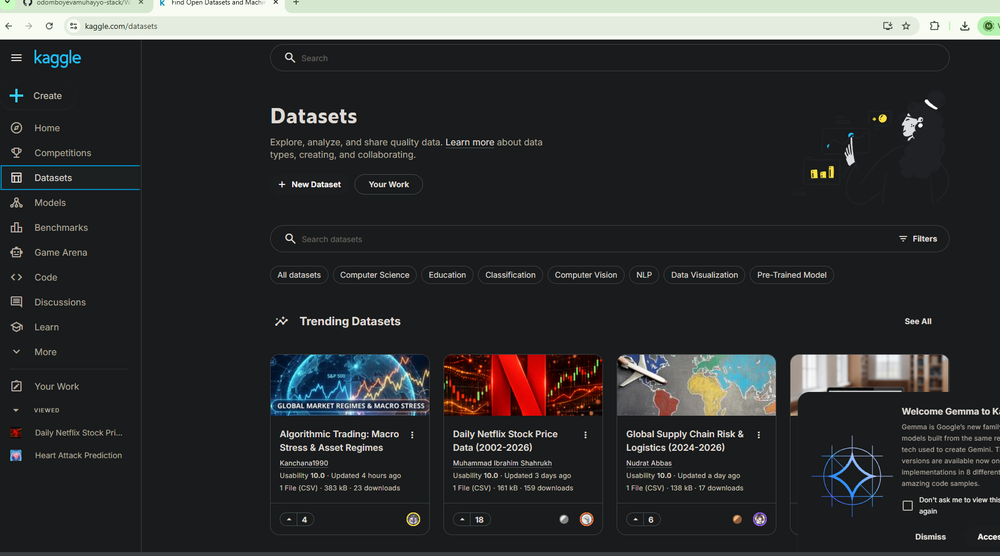 odomboyevamuhayyo-stack/W
Find Open Datasets and Machin
kaggle.com/datasets
M
kaggle
Search
Create
Home
Competitions
Datasets
Models
Benchmarks
Game Arena
Code
Discussions
Learn
More
Your Work
VIEWED
Daily Netflix Stock Pri...
Heart Attack Prediction
Datasets
Explore, analyze, and share quality data. Learn more about data
types, creating, and collaborating.
New Dataset
Your Work
Search datasets
Filters
All datasets
Computer Science
Education
Classification
Computer Vision
NLP
Data Visualization
Pre-Trained Model
Trending Datasets
See All
S&P 500
GLOBAL MARKET REGIMES & MACRO STRESS
Algorithmic Trading: Macro
Stress & Asset Regimes
Kanchana1990
Usability 10.0 · Updated 4 hours ago
1 File (CSV) · 383 kB · 23 downloads
4
Daily Netflix Stock Price
Data (2002-2026)
Muhammad Ibrahim Shahrukh
Usability 10.0 · Updated 3 days ago
1 File (CSV) · 161 kB · 159 downloads
18
Global Supply Chain Risk &
Logistics (2024-2026)
Nudrat Abbas
Usability 10.0 · Updated a day ago
1 File (CSV) · 138 kB · 17 downloads
6
Welcome Gemma to Ka
Gemma is Google's new family
models built from the same re
tech used to create Gemini. T
versions are available now on
implementations in 8 different
amazing code samples.
Don't ask me to view this
again
Dismiss
Acces